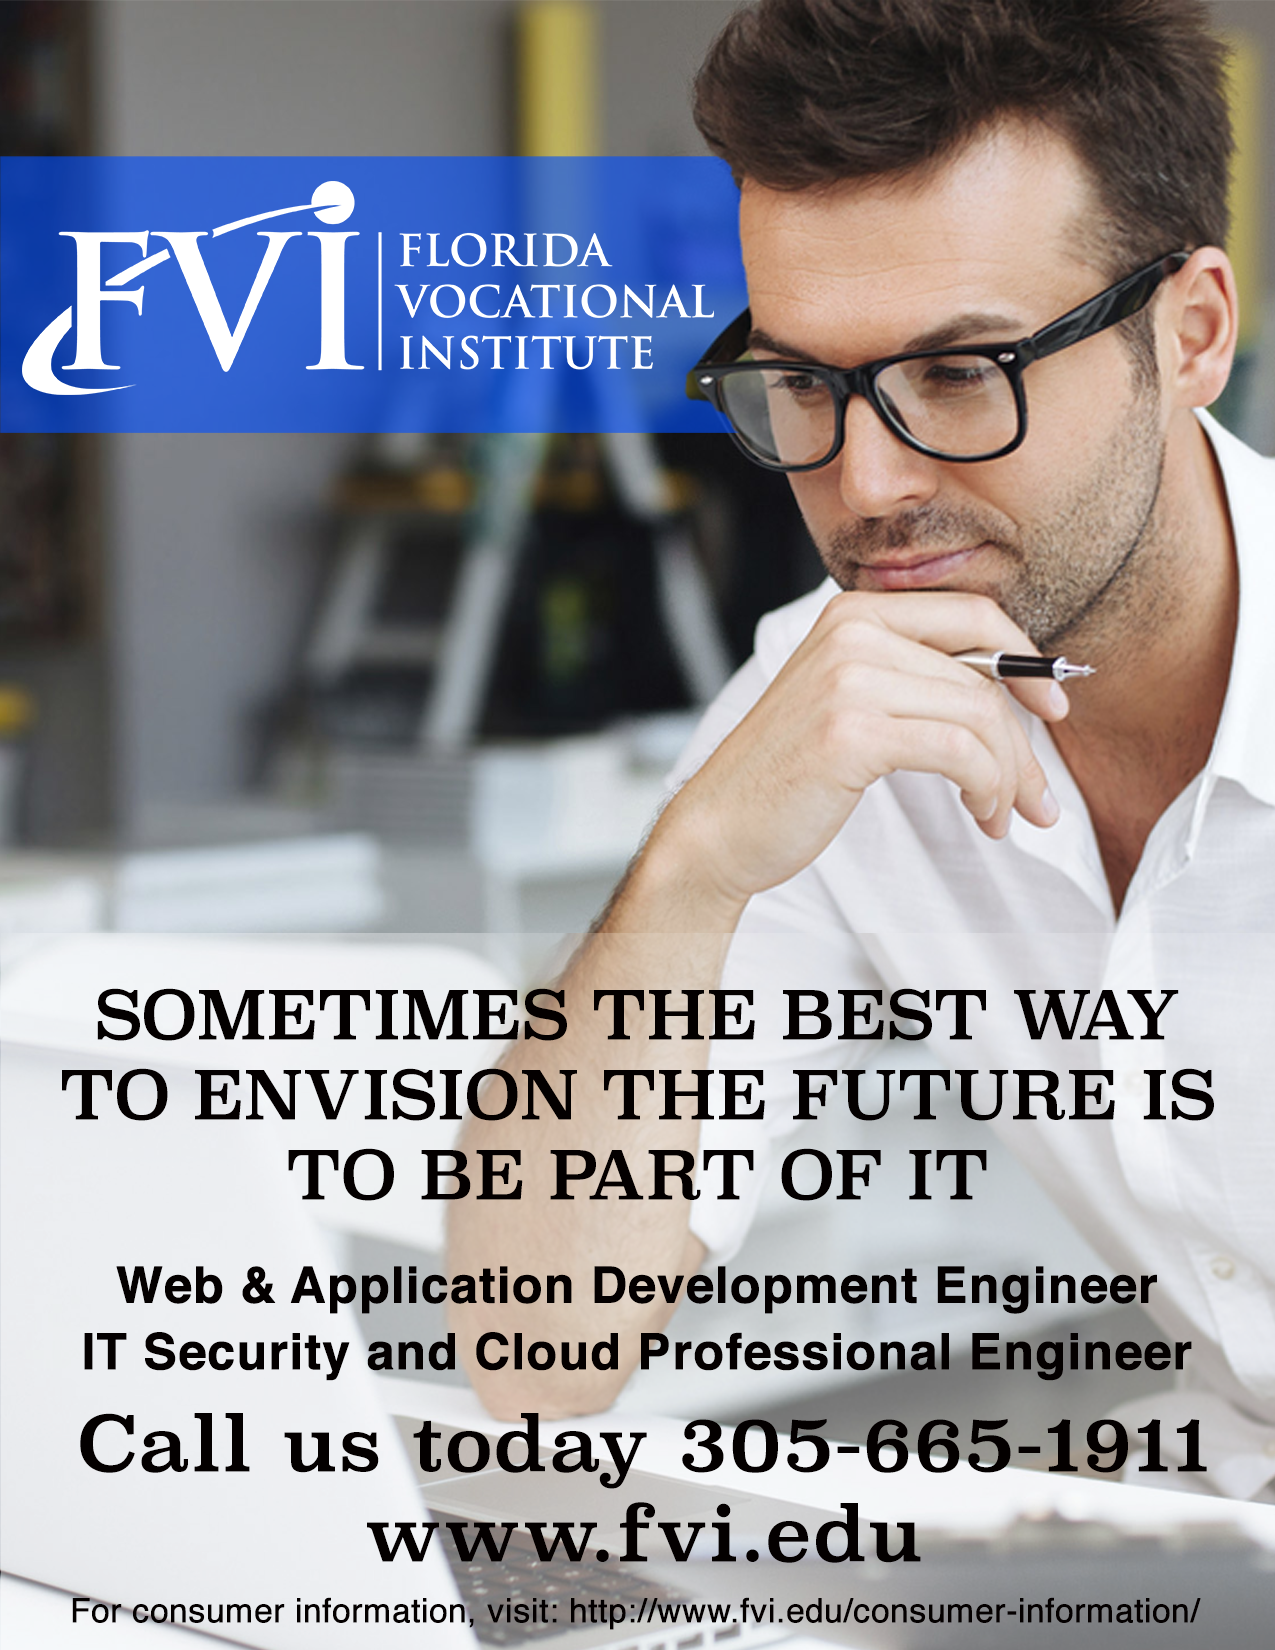 FVI
FLORIDA
VOCATIONAL
INSTITUTE
SOMETIMES THE BEST WAY
TO ENVISION THE FUTURE IS
TO BE PART OF IT
Web & Application Development Engineer
IT Security and Cloud Professional Engineer
Call us today 305-665-1911
www.fvi.edu
For consumer information, visit: http://www.fvi.edu/consumer-information/